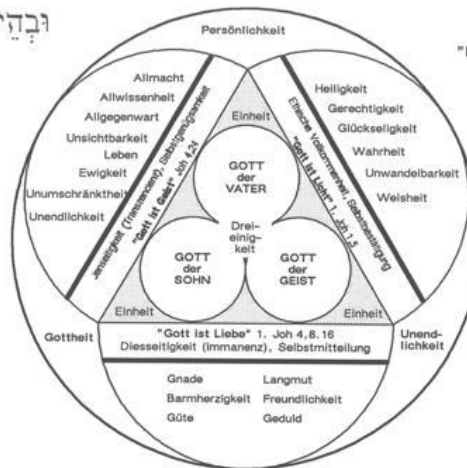 וּבְהֵי
Persönlichkeit
Allmacht
Allwissenheit
Allgegenwart
Unsichtbarkeit
Leben
Ewigkeit
Unumschränktheit
Unendlichkeit
Jenseitigkeit (Transzendenz), Selbstgenügsamkeit
"Gott ist Geist" Joh 4,24
Heiligkeit
Gerechtigkeit
Glückseligkeit
Wahrheit
Unwandelbarkeit
Weisheit
Ethische Vollkommenheit, Selbstbestätigung
"Gott ist Licht" 1. Joh 1,5
Einheit
GOTT
der
VATER
Drei-
einig-
keit
GOTT
der
SOHN
GOTT
der
GEIST
Einheit
Einheit
Gottheit
Unend-
lichkeit
"Gott ist Liebe" 1. Joh 4,8.16
Diesseitigkeit (Immanenz), Selbstmitteilung
Gnade Langmut
Barmherzigkeit Freundlichkeit
Güte Geduld